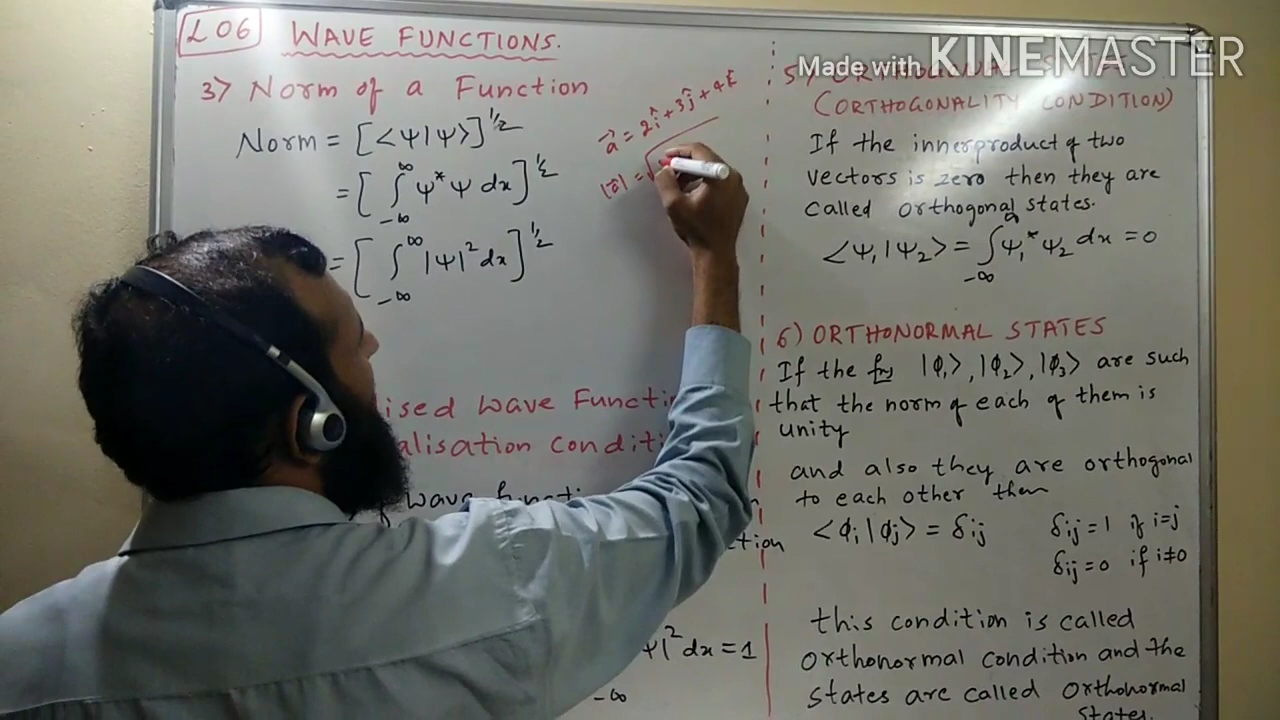 L06 WAVE FUNCTIONS.
3) Norm of a Function
Norm = [<Ψ|Ψ>]^1/2
= [∫_-∞^∞ Ψ* Ψ dx]^1/2
= [∫_-∞^∞ |Ψ|² dx]^1/2
a⃗ = 2î + 3ĵ + 4k̂
|a⃗| = √
ised Wave Functi
alisation conditi
wave func
ction
Ψ|² dx = 1
-∞
Made with KINEMASTER
(ORTHOGONALITY CONDITION)
If the innerproduct of two
vectors is zero then they are
called orthogonal states.
<Ψ₁|Ψ₂> = ∫_-∞^∞ Ψ₁* Ψ₂ dx = 0
6) ORTHONORMAL STATES
If the fns |ϕ₁>, |ϕ₂>, |ϕ₃> are such
that the norm of each of them is
unity
and also they are orthogonal
to each other then
<ϕi|ϕj> = δij δij = 1 if i=j
δij = 0 if i≠0
this condition is called
orthonormal condition and the
states are called orthonormal
states.